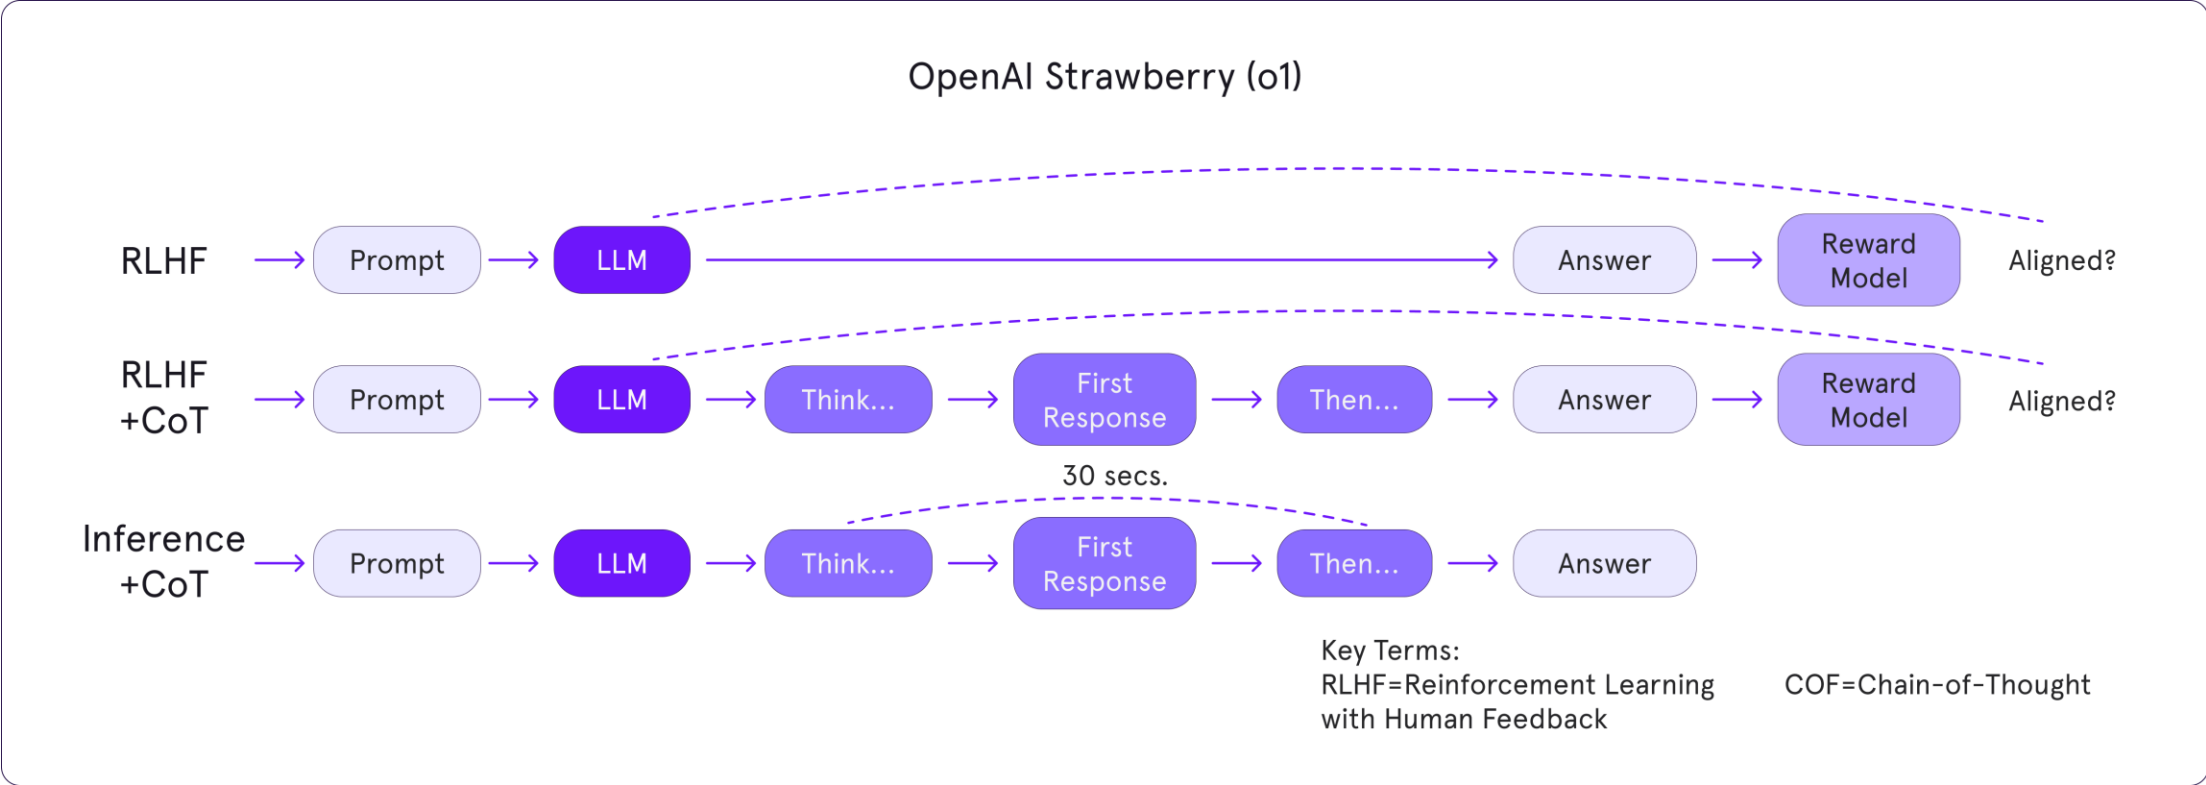 OpenAI Strawberry (o1)
RLHF
Prompt
LLM
Answer
Reward
Model
Aligned?
RLHF
+CoT
Prompt
LLM
Think...
First
Response
Then...
Answer
Reward
Model
Aligned?
30 secs.
Inference
+CoT
Prompt
LLM
Think...
First
Response
Then...
Answer
Key Terms:
RLHF=Reinforcement Learning
with Human Feedback
COF=Chain-of-Thought